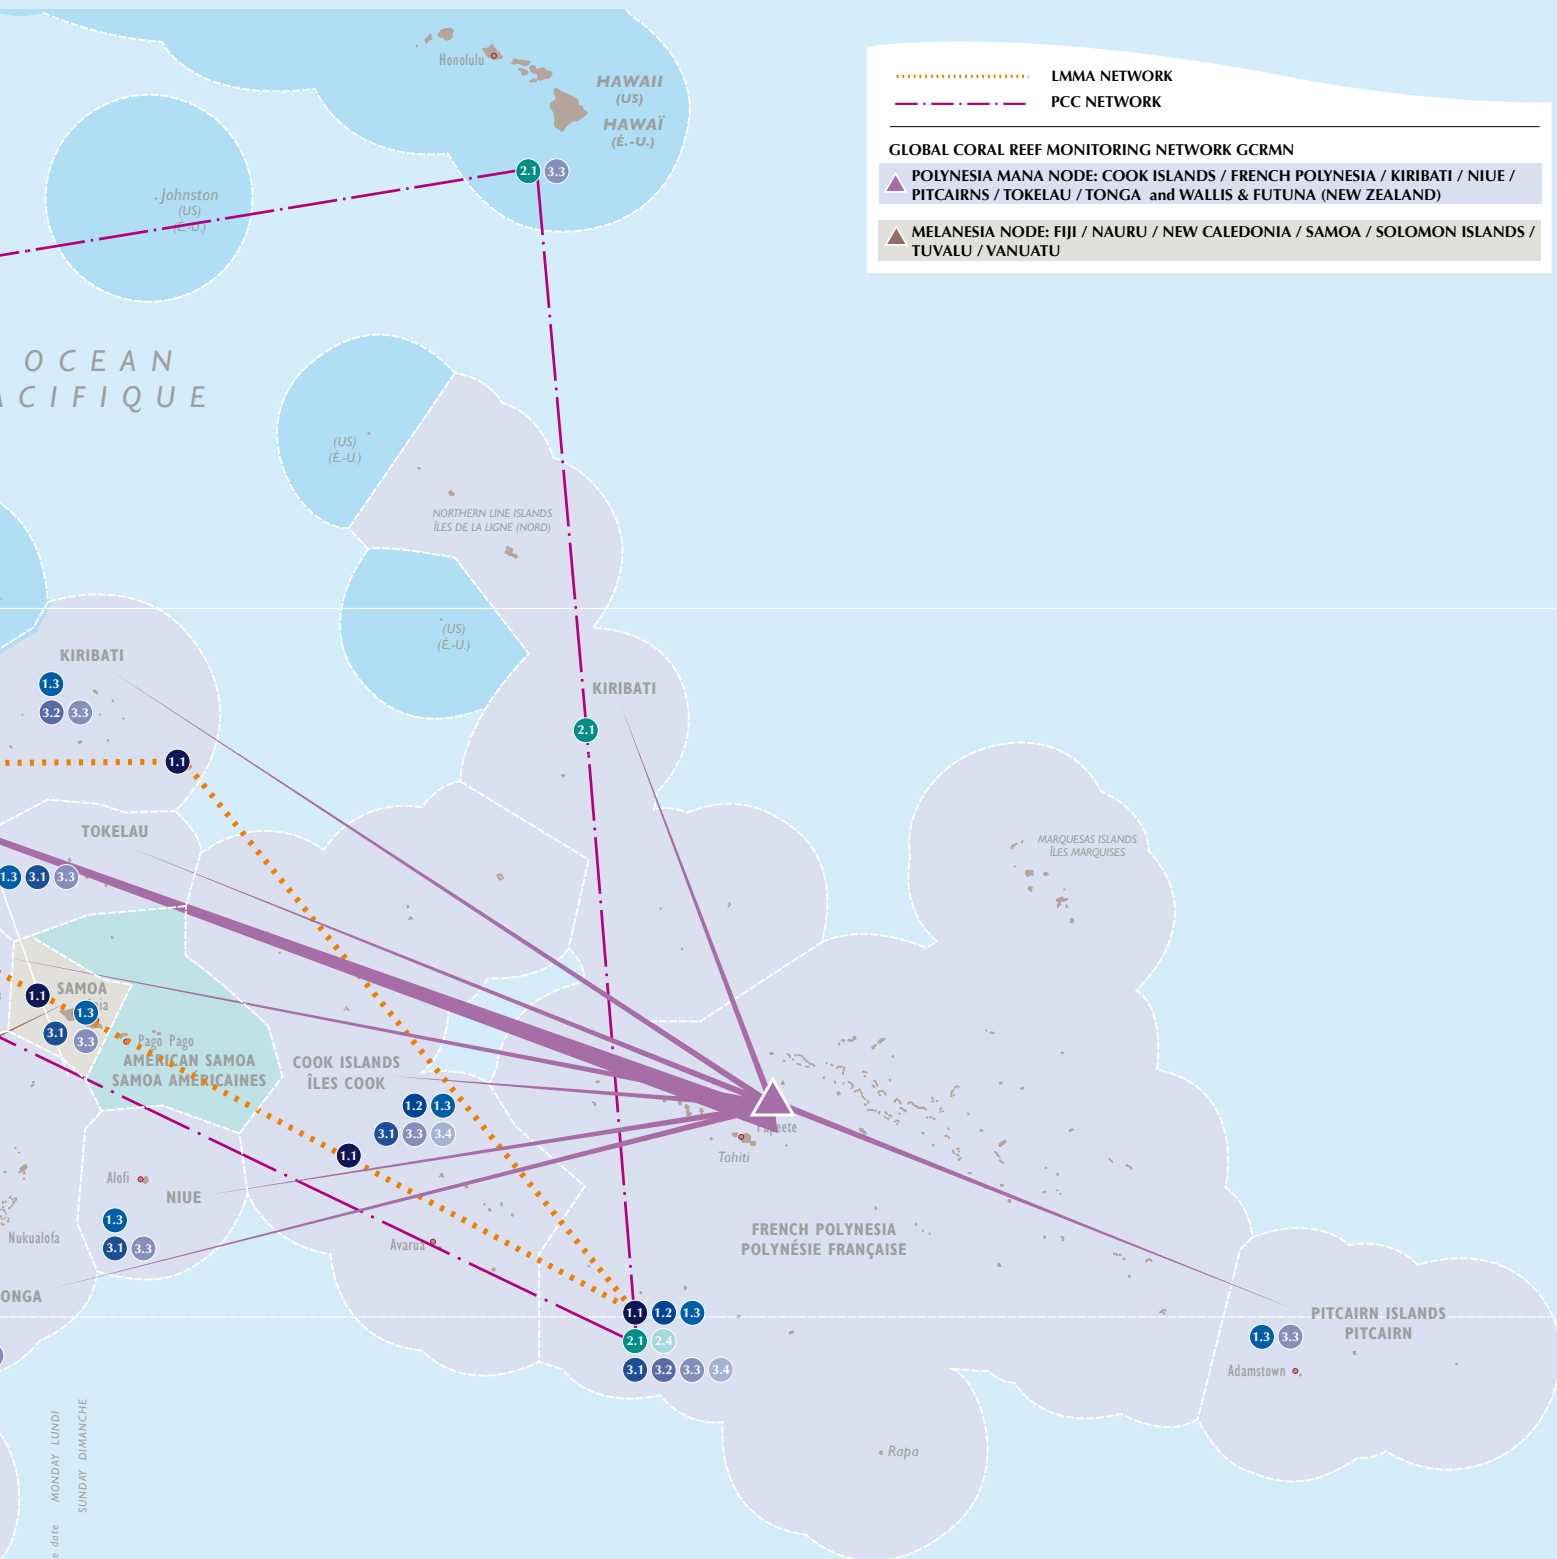 Honolulu
HAWAII
(US)
HAWAÏ
(É.-U.)
LMMA NETWORK
PCC NETWORK
GLOBAL CORAL REEF MONITORING NETWORK GCRMN
POLYNESIA MANA NODE: COOK ISLANDS / FRENCH POLYNESIA / KIRIBATI / NIUE /
PITCAIRNS / TOKELAU / TONGA and WALLIS & FUTUNA (NEW ZEALAND)
MELANESIA NODE: FIJI / NAURU / NEW CALEDONIA / SAMOA / SOLOMON ISLANDS /
TUVALU / VANUATU
2.1 3.3
Johnston
(US)
(É.-U.)
OCEAN
ACIFIQUE
(US)
(É.-U.)
NORTHERN LINE ISLANDS
ÎLES DE LA LIGNE (NORD)
(US)
(É.-U.)
KIRIBATI
1.3
3.2 3.3
KIRIBATI
2.1
1.1
TOKELAU
1.3 3.1 3.3
MARQUESAS ISLANDS
ÎLES MARQUISES
SAMOA
1.1
1.3
3.1
3.3
Pago Pago
AMERICAN SAMOA
SAMOA AMÉRICAINES
COOK ISLANDS
ÎLES COOK
1.2 1.3
3.1 3.3 3.4
1.1
Papeete
Tahiti
Alofi
NIUE
1.3
3.1 3.3
Nukualofa
Avarua
FRENCH POLYNESIA
POLYNÉSIE FRANÇAISE
ONGA
1.1 1.2 1.3
2.1 2.4
3.1 3.2 3.3 3.4
PITCAIRN ISLANDS
PITCAIRN
1.3 3.3
Adamstown
Rapa
MONDAY LUNDI
SUNDAY DIMANCHE
e date